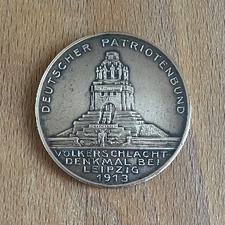 DEUTSCHER PATRIOTENBUND
VÖLKERSCHLACHT
DENKMAL BEI
LEIPZIG
1913